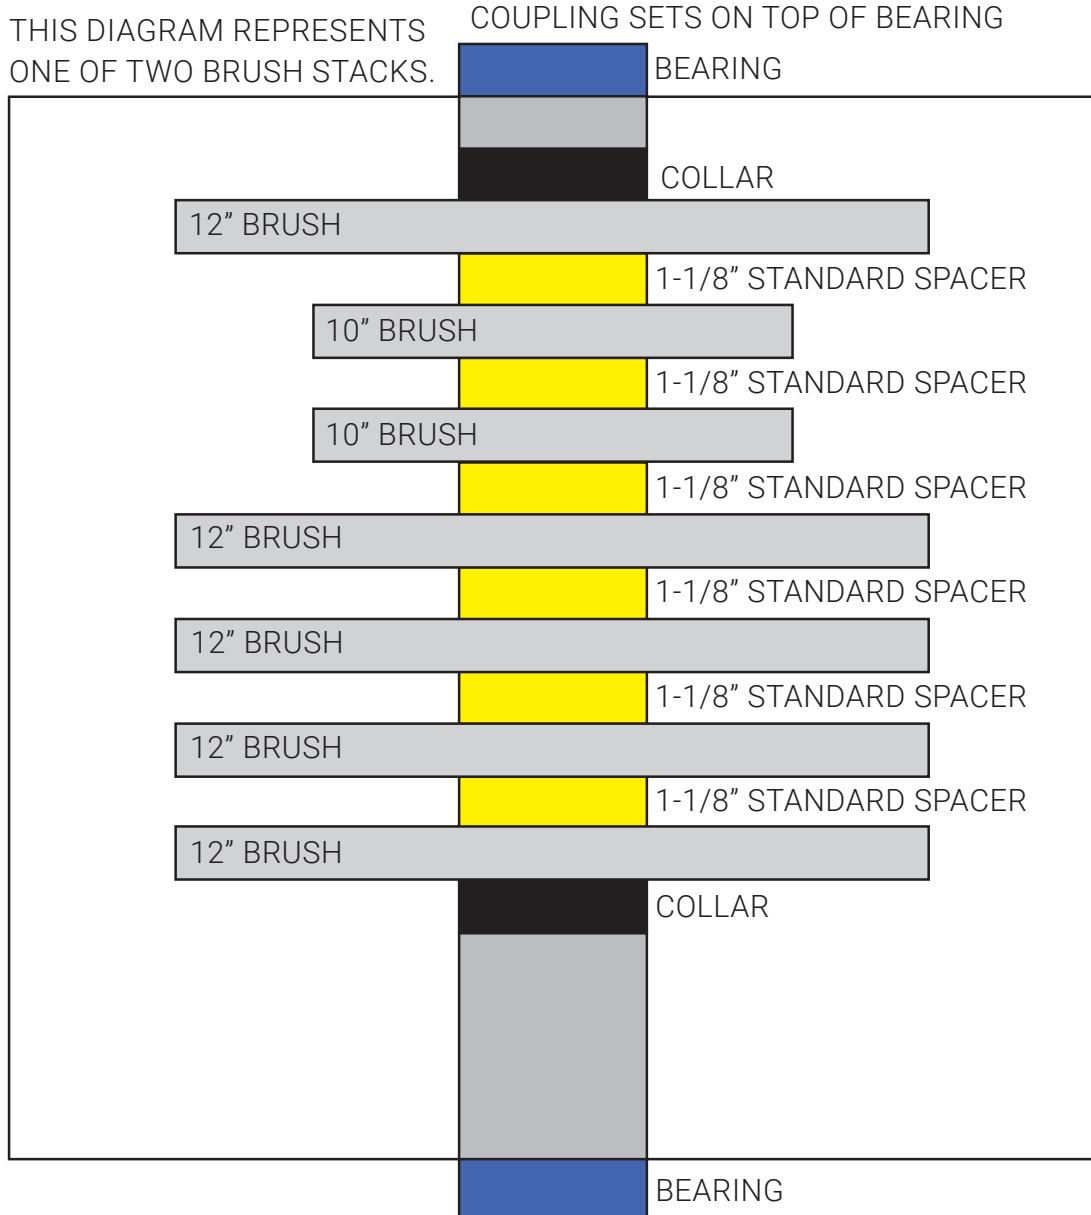 THIS DIAGRAM REPRESENTS
ONE OF TWO BRUSH STACKS.
COUPLING SETS ON TOP OF BEARING
BEARING
COLLAR
12” BRUSH
1-1/8” STANDARD SPACER
10” BRUSH
1-1/8” STANDARD SPACER
10” BRUSH
1-1/8” STANDARD SPACER
12” BRUSH
1-1/8” STANDARD SPACER
12” BRUSH
1-1/8” STANDARD SPACER
12” BRUSH
1-1/8” STANDARD SPACER
12” BRUSH
COLLAR
BEARING